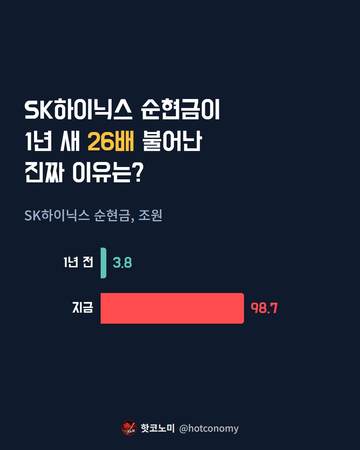 SK하이닉스 순현금이
1년 새 26배 불어난
진짜 이유는?
SK하이닉스 순현금, 조원
1년 전 3.8
지금 98.7
핫코노미 @hotconomy